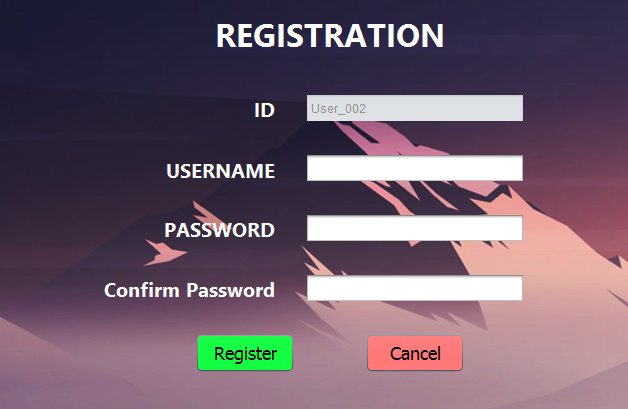 REGISTRATION
ID User_002
USERNAME
PASSWORD
Confirm Password
Register Cancel